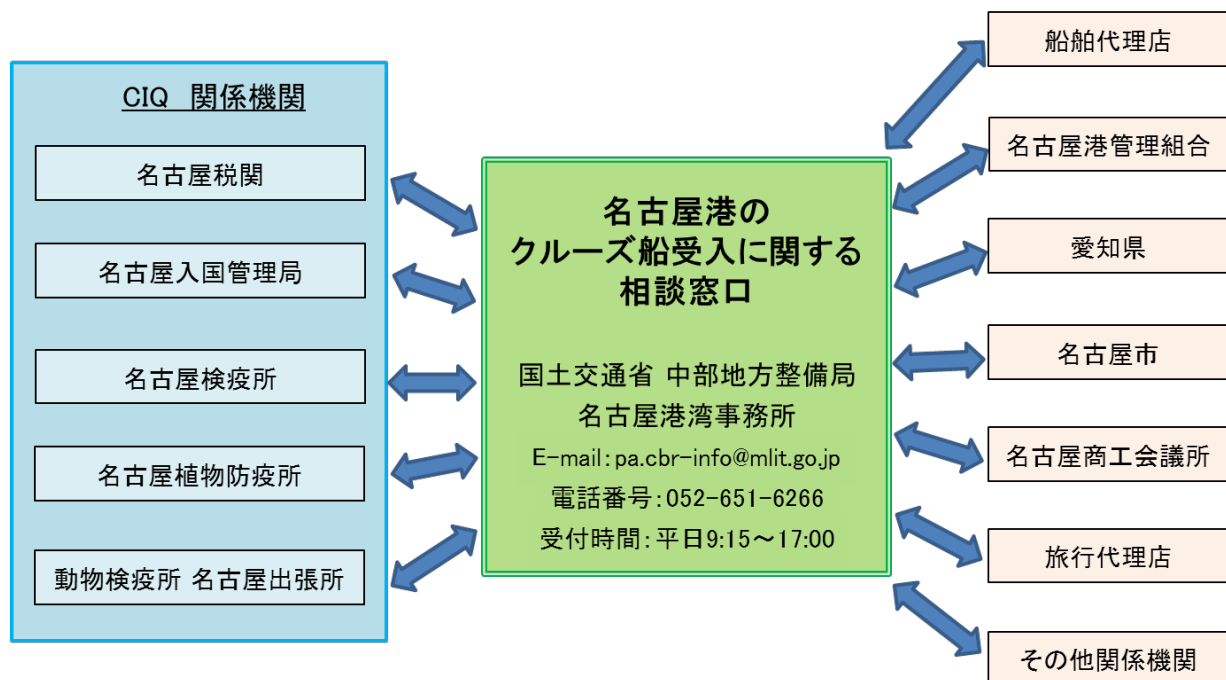 CIQ 関係機関
名古屋税関
名古屋入国管理局
名古屋検疫所
名古屋植物防疫所
動物検疫所 名古屋出張所
名古屋港の
クルーズ船受入に関する
相談窓口
国土交通省 中部地方整備局
名古屋港湾事務所
E-mail:pa.cbr-info@mlit.go.jp
電話番号:052-651-6266
受付時間:平日9:15～17:00
船舶代理店
名古屋港管理組合
愛知県
名古屋市
名古屋商工会議所
旅行代理店
その他関係機関